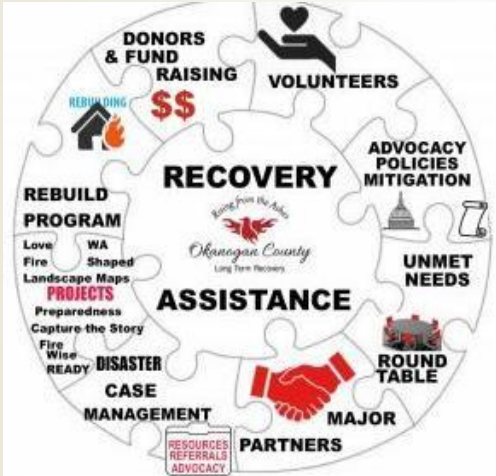 DONORS
& FUND
RAISING
$$
VOLUNTEERS
REBUILDING
ADVOCACY
POLICIES
MITIGATION
RECOVERY
Rising from the Ashes
Okanogan County
Long Term Recovery
ASSISTANCE
REBUILD
PROGRAM
Love WA
Fire Shaped
Landscape Maps
PROJECTS
Preparedness
Capture the Story
Fire
Wise
READY
UNMET
NEEDS
ROUND
TABLE
DISASTER
CASE
MANAGEMENT
RESOURCES
REFERRALS
ADVOCACY
MAJOR
PARTNERS